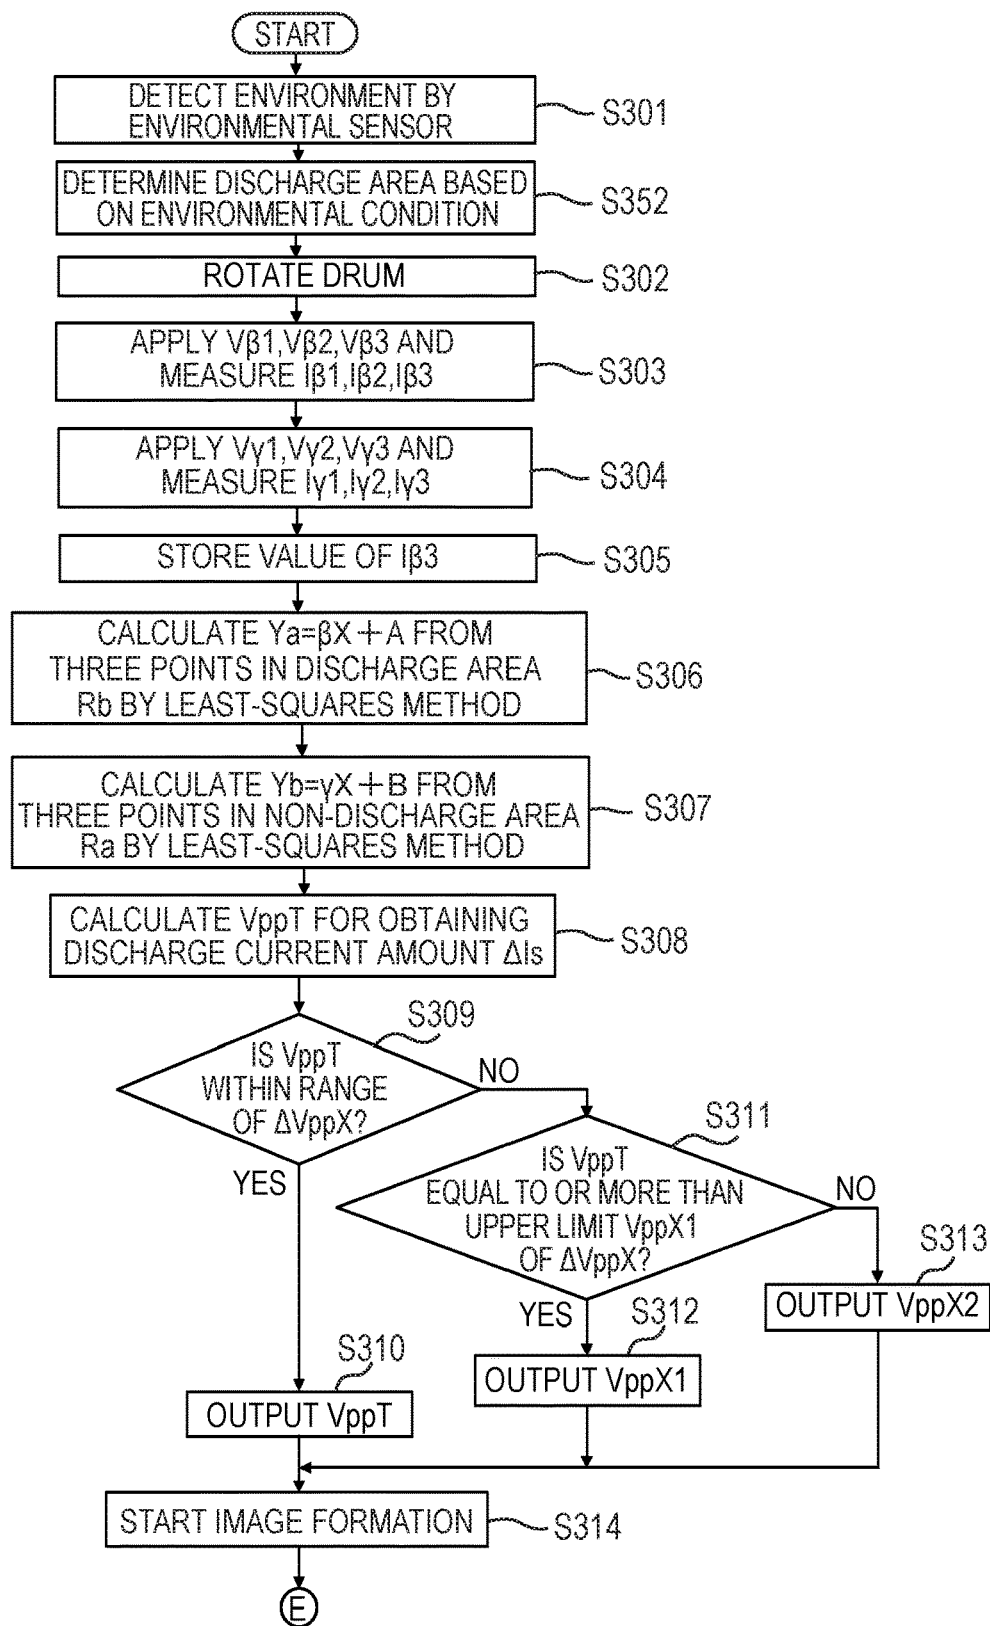 START
DETECT ENVIRONMENT BY
ENVIRONMENTAL SENSOR
S301
DETERMINE DISCHARGE AREA BASED
ON ENVIRONMENTAL CONDITION
S352
ROTATE DRUM
S302
APPLY Vβ1,Vβ2,Vβ3 AND
MEASURE Iβ1,Iβ2,Iβ3
S303
APPLY Vγ1,Vγ2,Vγ3 AND
MEASURE Iγ1,Iγ2,Iγ3
S304
STORE VALUE OF Iβ3
S305
CALCULATE Ya=βX+A FROM
THREE POINTS IN DISCHARGE AREA
Rb BY LEAST-SQUARES METHOD
S306
CALCULATE Yb=γX+B FROM
THREE POINTS IN NON-DISCHARGE AREA
Ra BY LEAST-SQUARES METHOD
S307
CALCULATE VppT FOR OBTAINING
DISCHARGE CURRENT AMOUNT ΔIs
S308
S309
IS VppT
WITHIN RANGE
OF ΔVppX?
NO
YES
S311
IS VppT
EQUAL TO OR MORE THAN
UPPER LIMIT VppX1
OF ΔVppX?
NO
YES
S313
OUTPUT VppX2
S312
OUTPUT VppX1
S310
OUTPUT VppT
START IMAGE FORMATION
S314
E